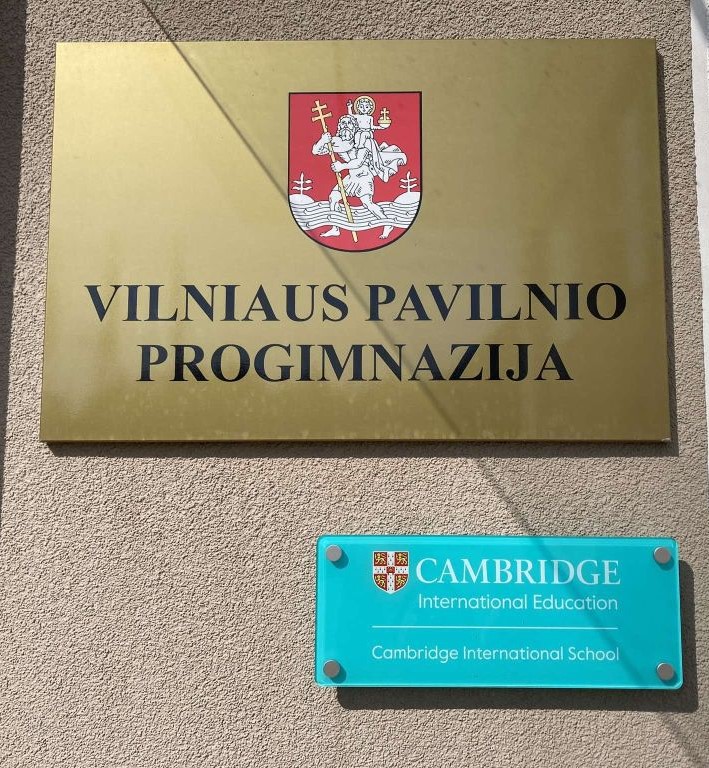 VILNIAUS PAVILNIO
PROGIMNAZIJA
CAMBRIDGE
International Education
Cambridge International School